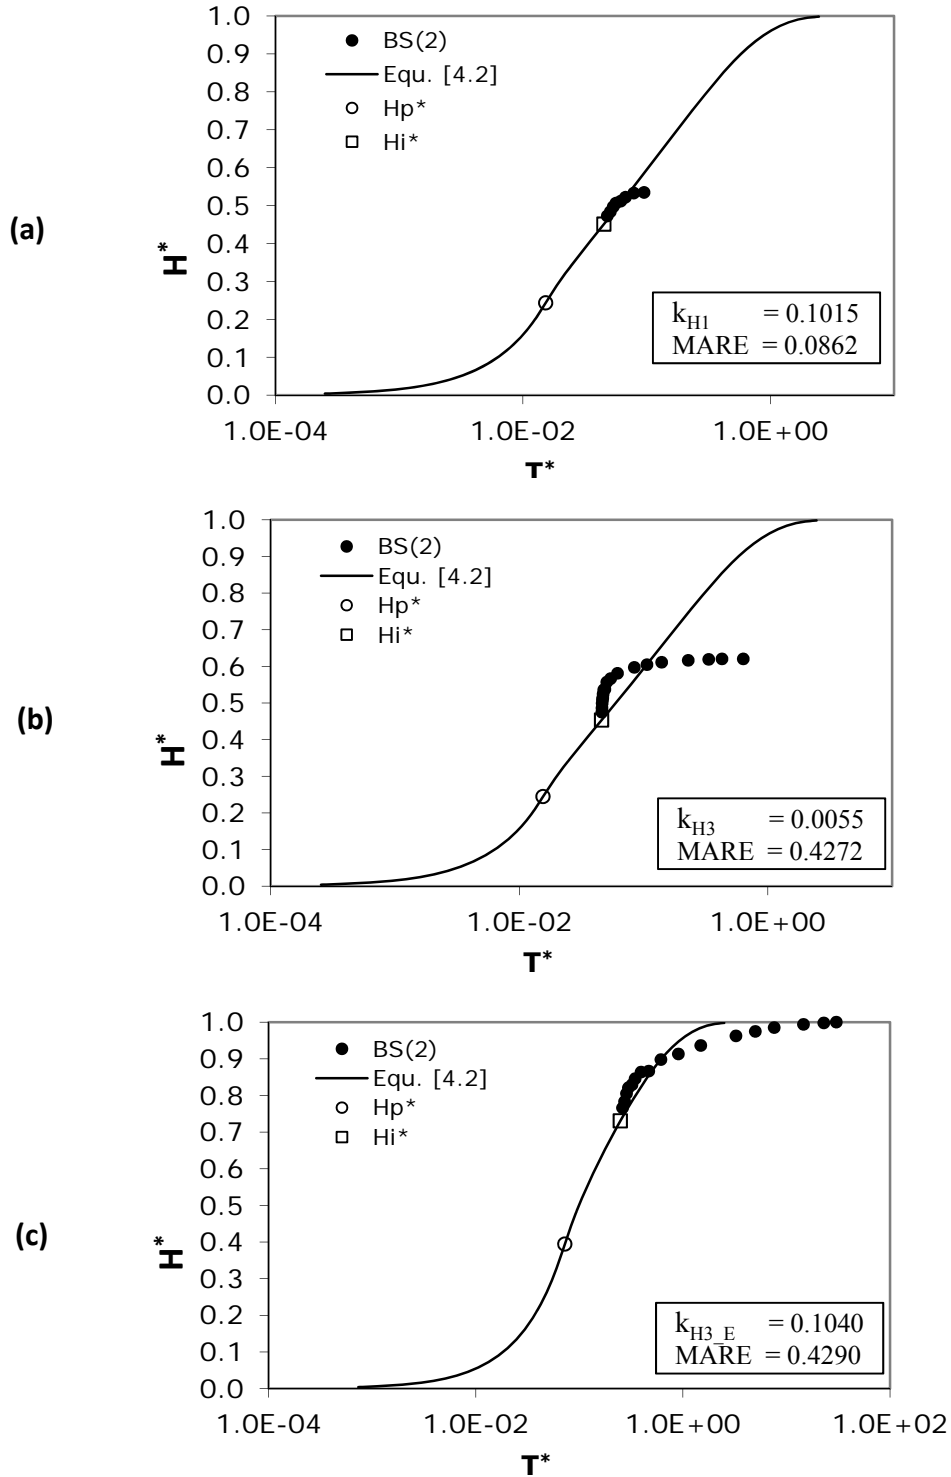 (a)
H*
1.0
0.9
0.8
0.7
0.6
0.5
0.4
0.3
0.2
0.1
0.0
BS(2)
Equ. [4.2]
Hp*
Hi*
kH1 = 0.1015
MARE = 0.0862
1.0E-04 1.0E-02 1.0E+00
T*
(b)
H*
1.0
0.9
0.8
0.7
0.6
0.5
0.4
0.3
0.2
0.1
0.0
BS(2)
Equ. [4.2]
Hp*
Hi*
kH3 = 0.0055
MARE = 0.4272
1.0E-04 1.0E-02 1.0E+00
T*
(c)
H*
1.0
0.9
0.8
0.7
0.6
0.5
0.4
0.3
0.2
0.1
0.0
BS(2)
Equ. [4.2]
Hp*
Hi*
kH3_E = 0.1040
MARE = 0.4290
1.0E-04 1.0E-02 1.0E+00 1.0E+02
T*